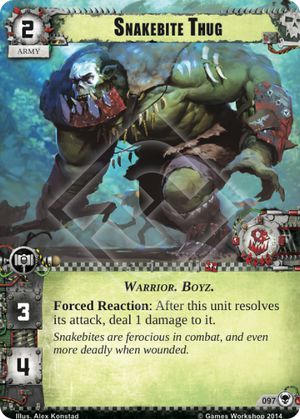 2
ARMY
SNAKEBITE THUG
WARRIOR. BOYZ.
3
Forced Reaction: After this unit resolves
its attack, deal 1 damage to it.
Snakebites are ferocious in combat, and even
more deadly when wounded.
4
097
Illus. Alex Konstad
© Games Workshop 2014